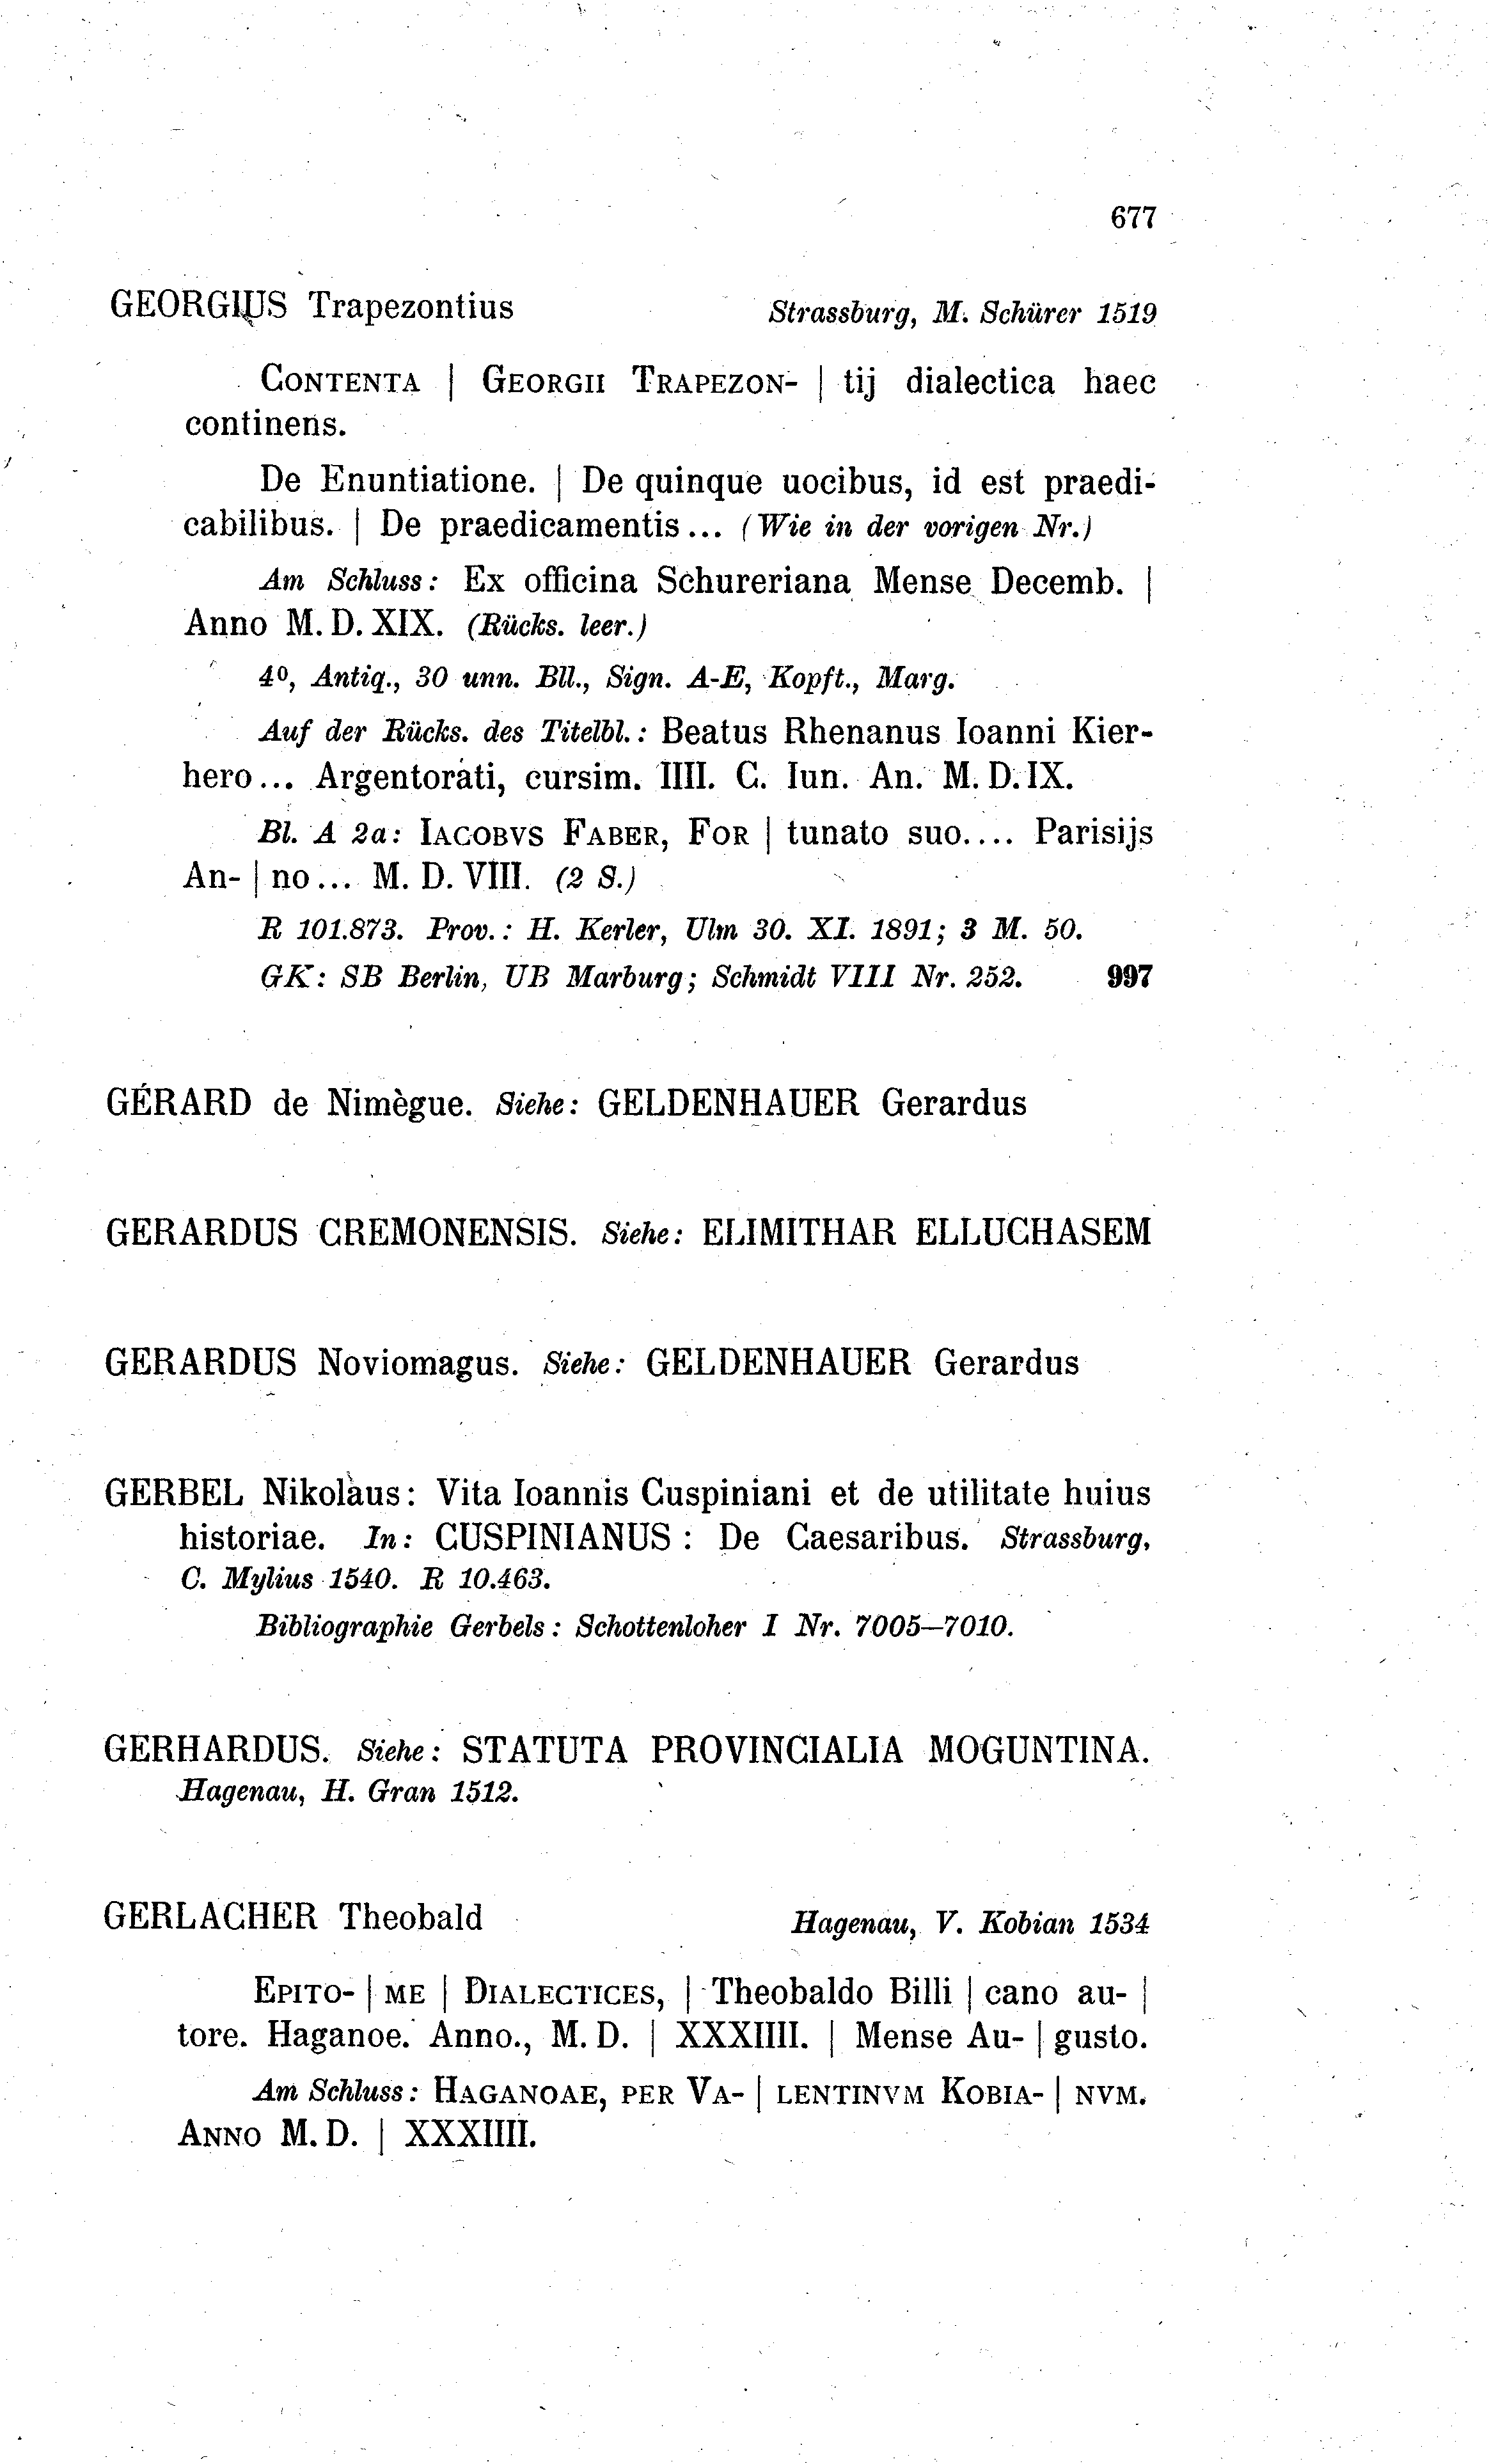 677
GEORGIUS Trapezontius Strassburg, M. Schürer 1519
CONTENTA | GEORGII TRAPEZON- | tij dialectica haec
continens.
De Enuntiatione. | De quinque uocibus, id est praedi-
cabilibus. | De praedicamentis ... (Wie in der vorigen Nr.)
Am Schluss: Ex officina Schureriana Mense Decemb. |
Anno M. D. XIX. (Rücks. leer.)
4⁰, Antiq., 30 unn. Bll., Sign. A-E, Kopft., Marg.
Auf der Rücks. des Titelbl.: Beatus Rhenanus Ioanni Kier-
hero ... Argentorati, cursim. IIII. C. Iun. An. M. D. IX.
Bl. A 2a: IACOBVS FABER, FOR | tunato suo.... Parisijs
An- | no ... M. D. VIII. (2 S.)
R 101.873. Prov.: H. Kerler, Ulm 30. XI. 1891; 3 M. 50.
GK: SB Berlin, UB Marburg; Schmidt VIII Nr. 252. 997
GÉRARD de Nimègue. Siehe: GELDENHAUER Gerardus
GERARDUS CREMONENSIS. Siehe: ELIMITHAR ELLUCHASEM
GERARDUS Noviomagus. Siehe: GELDENHAUER Gerardus
GERBEL Nikolaus: Vita Ioannis Cuspiniani et de utilitate huius
historiae. In: CUSPINIANUS: De Caesaribus. Strassburg,
C. Mylius 1540. R 10.463.
Bibliographie Gerbels: Schottenloher I Nr. 7005—7010.
GERHARDUS. Siehe: STATUTA PROVINCIALIA MOGUNTINA.
Hagenau, H. Gran 1512.
GERLACHER Theobald Hagenau, V. Kobian 1534
EPITO- | ME | DIALECTICES, | Theobaldo Billi | cano au- |
tore. Haganoe. Anno., M. D. | XXXIIII. | Mense Au- | gusto.
Am Schluss: HAGANOAE, PER VA- | LENTINVM KOBIA- | NVM.
ANNO M. D. | XXXIIII.